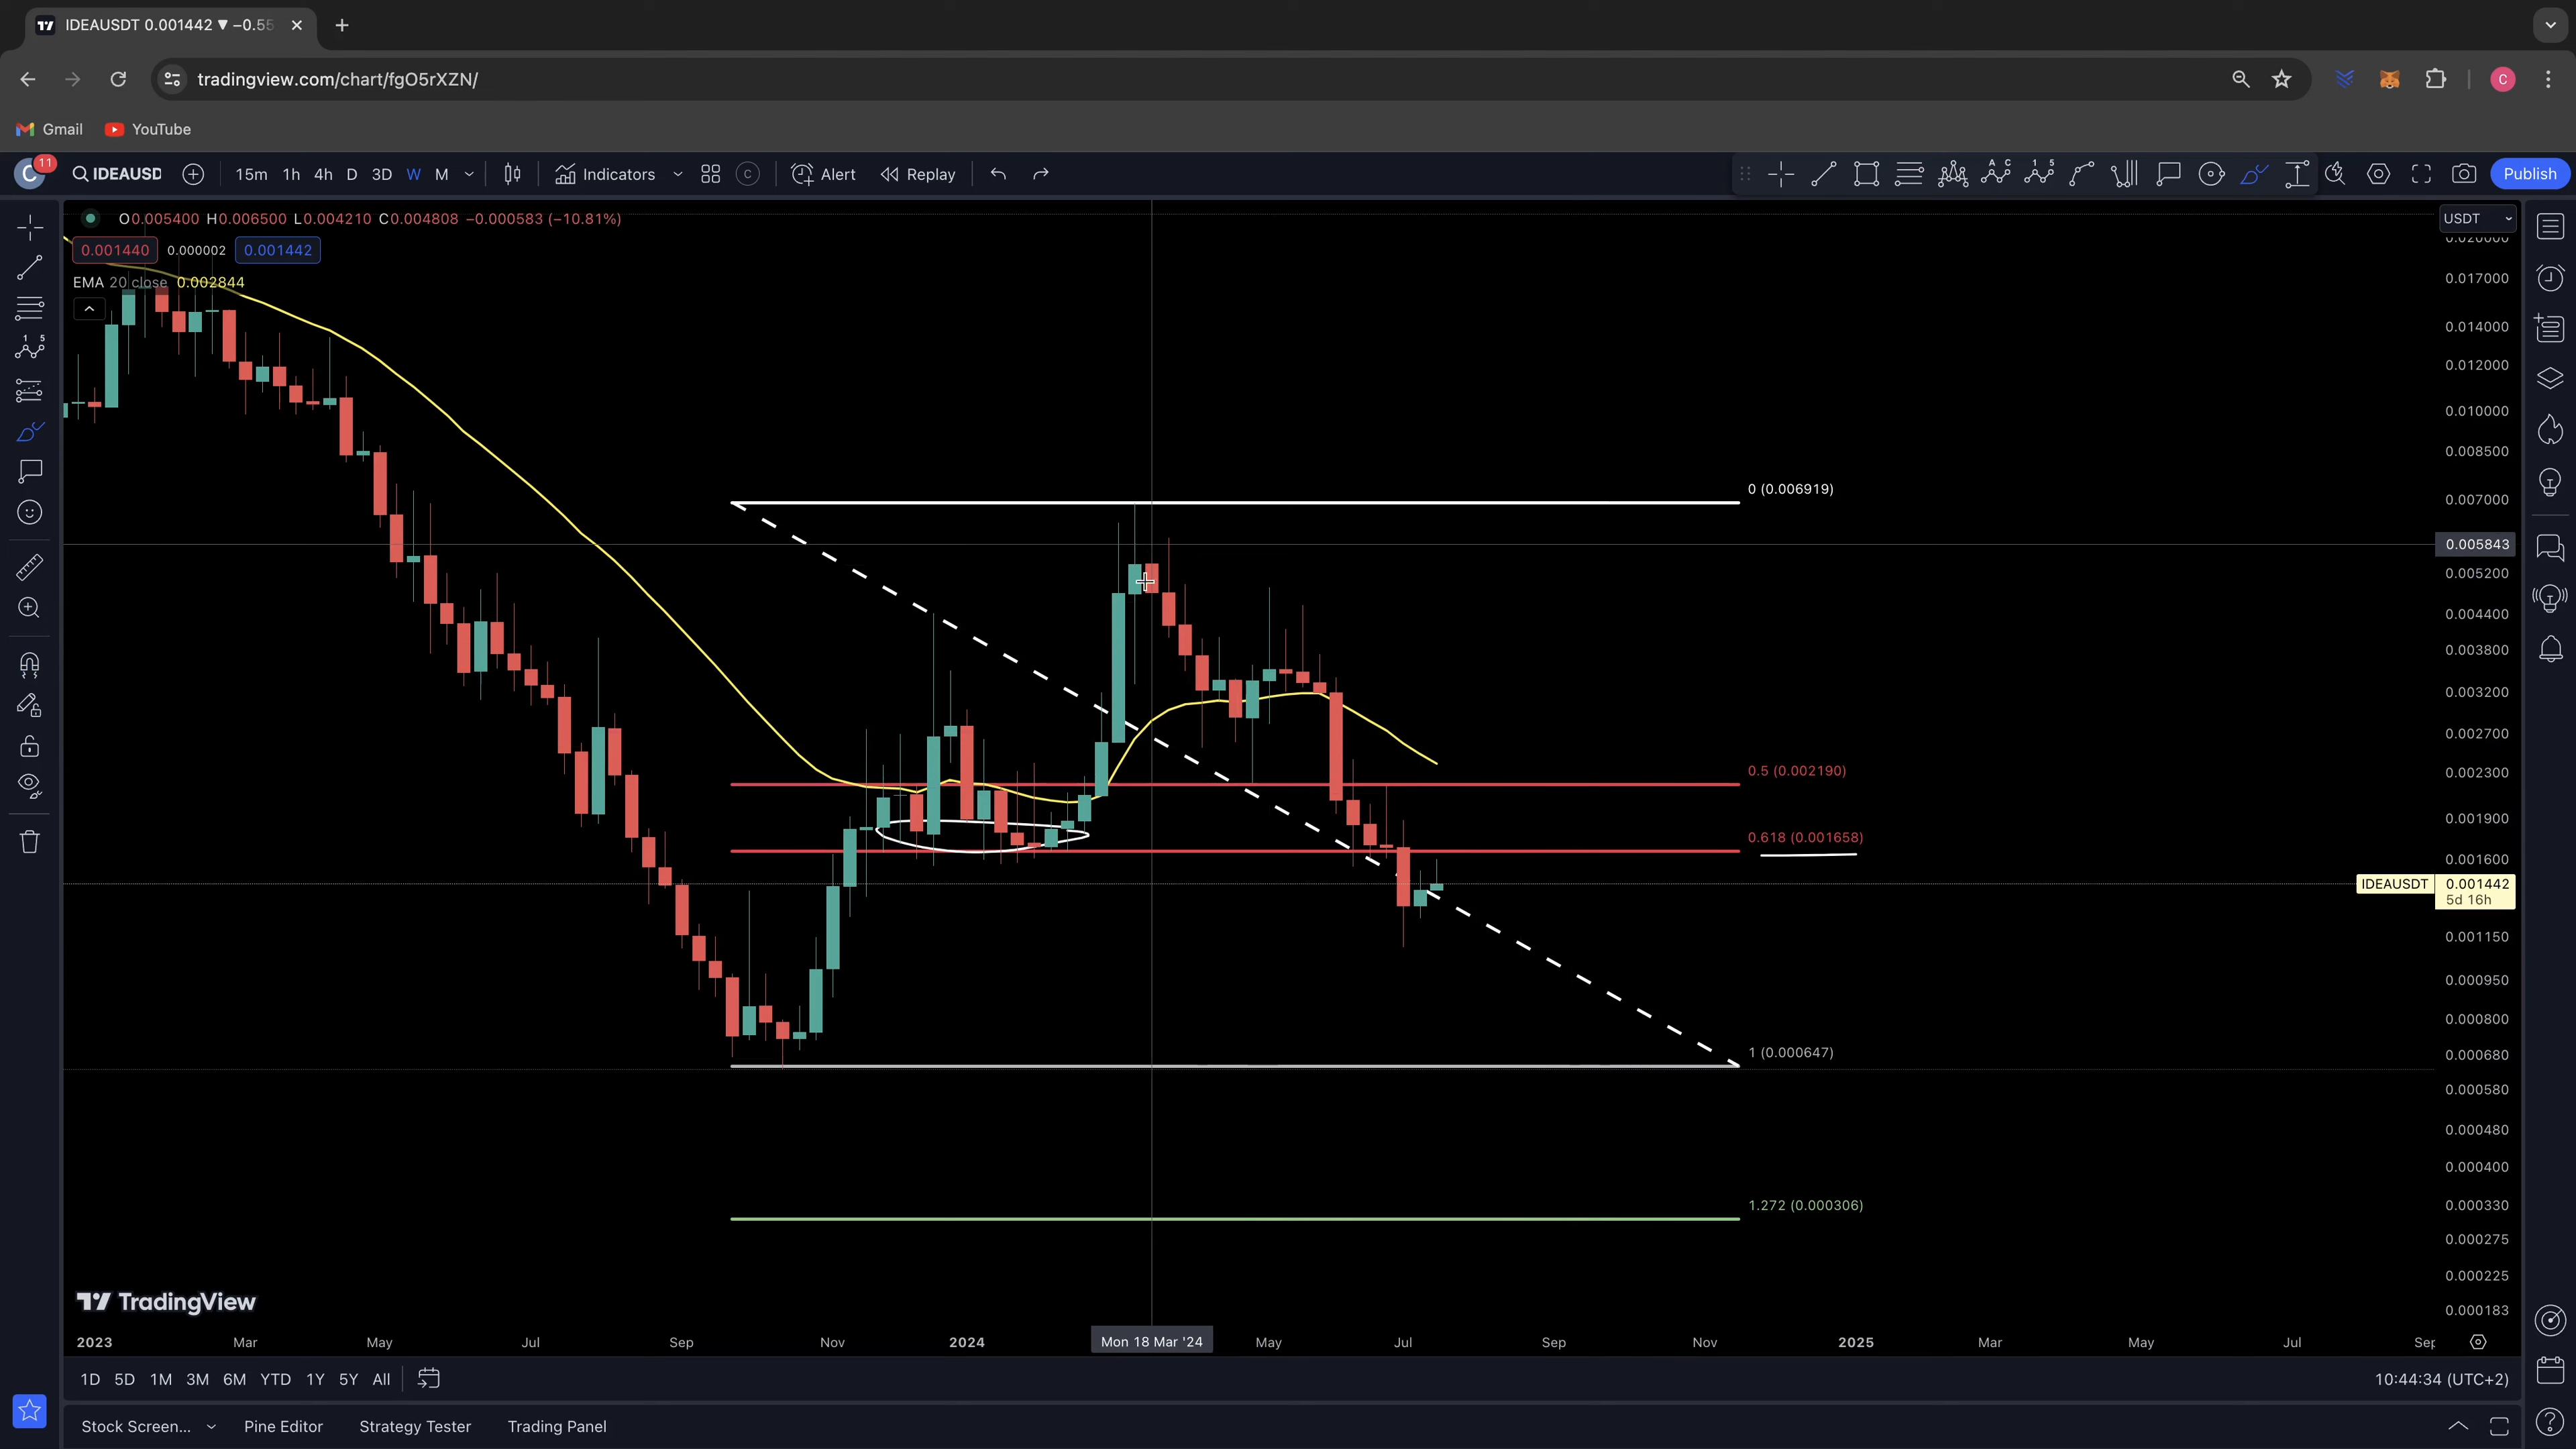 IDEAUSDT 0.001442 ▼ −0.55
tradingview.com/chart/fgO5rXZN/
C
Gmail
YouTube
C
11
IDEAUSD
15m 1h 4h D 3D W M
Indicators
C
Alert
Replay
A C
1 5
Publish
O0.005400 H0.006500 L0.004210 C0.004808 −0.000583 (−10.81%)
0.001440 0.000002 0.001442
EMA 20 close 0.002844
USDT
0.020000
0.017000
0.014000
0.012000
0.010000
0.008500
0 (0.006919)
0.007000
0.005843
0.005200
0.004400
0.003800
0.003200
0.002700
0.5 (0.002190)
0.002300
0.001900
0.618 (0.001658)
0.001600
IDEAUSDT 0.001442
5d 16h
0.001150
0.000950
0.000800
1 (0.000647)
0.000680
0.000580
0.000480
0.000400
1.272 (0.000306)
0.000330
0.000275
0.000225
0.000183
TradingView
2023 Mar May Jul Sep Nov 2024 Mon 18 Mar '24 May Jul Sep Nov 2025 Mar May Jul Sep
1D 5D 1M 3M 6M YTD 1Y 5Y All
10:44:34 (UTC+2)
Stock Screen... Pine Editor Strategy Tester Trading Panel